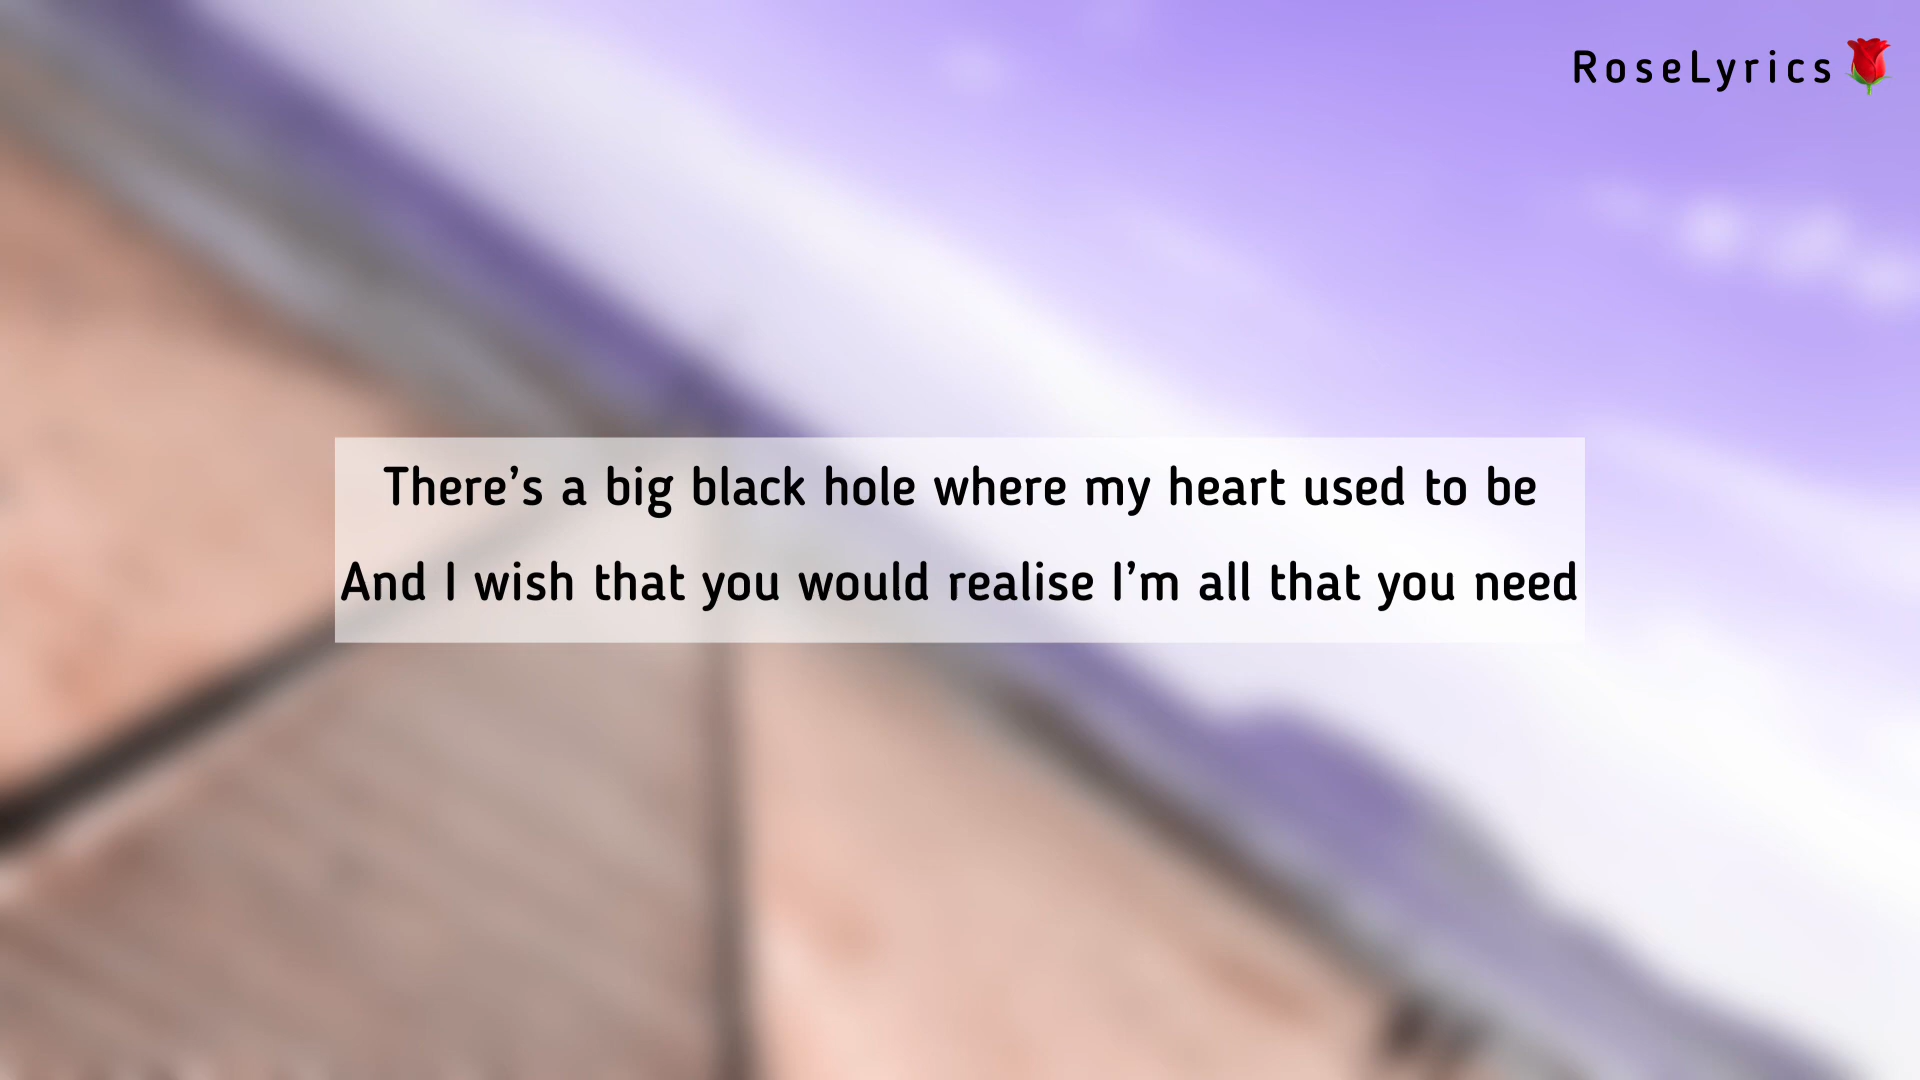 RoseLyrics
There’s a big black hole where my heart used to be
And I wish that you would realise I’m all that you need